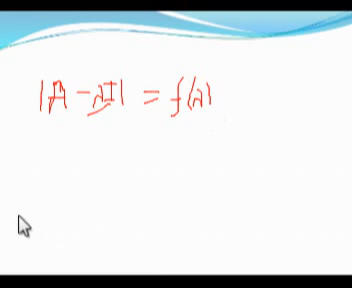 |A - λI| = f(λ)